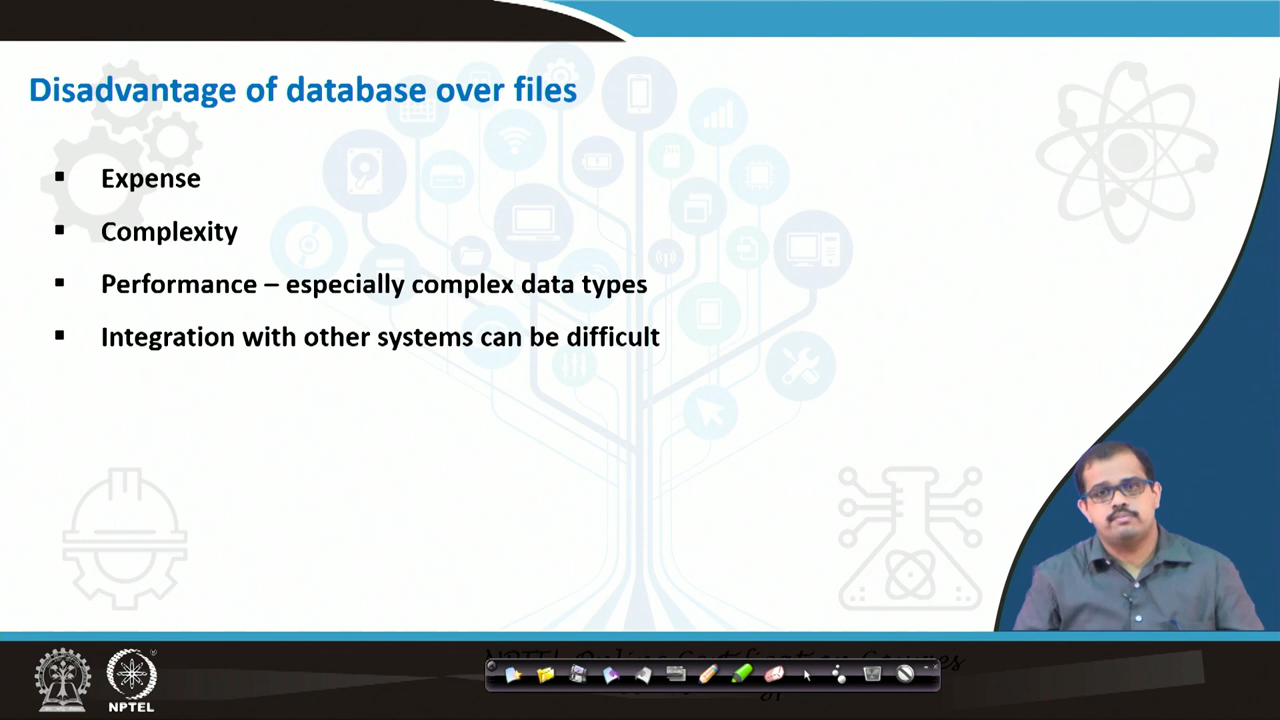 Disadvantage of database over files
▪ Expense
▪ Complexity
▪ Performance – especially complex data types
▪ Integration with other systems can be difficult
NPTEL